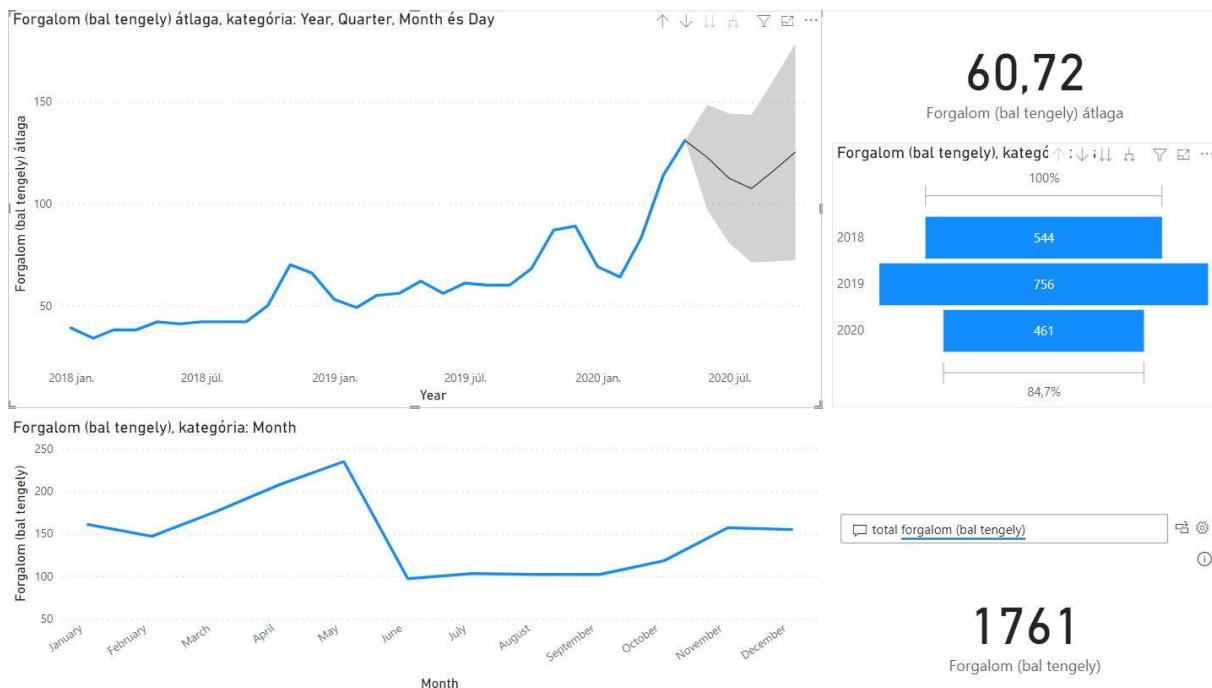 Forgalom (bal tengely) átlaga, kategória: Year, Quarter, Month és Day
Forgalom (bal tengely) átlaga
150
100
50
2018 jan.
2018 júl.
2019 jan.
2019 júl.
2020 jan.
2020 júl.
Year
60,72
Forgalom (bal tengely) átlaga
Forgalom (bal tengely), kategó
100%
2018
544
2019
756
2020
461
84,7%
Forgalom (bal tengely), kategória: Month
Forgalom (bal tengely)
250
200
150
100
50
January
February
March
April
May
June
July
August
September
October
November
December
Month
total forgalom (bal tengely)
1761
Forgalom (bal tengely)